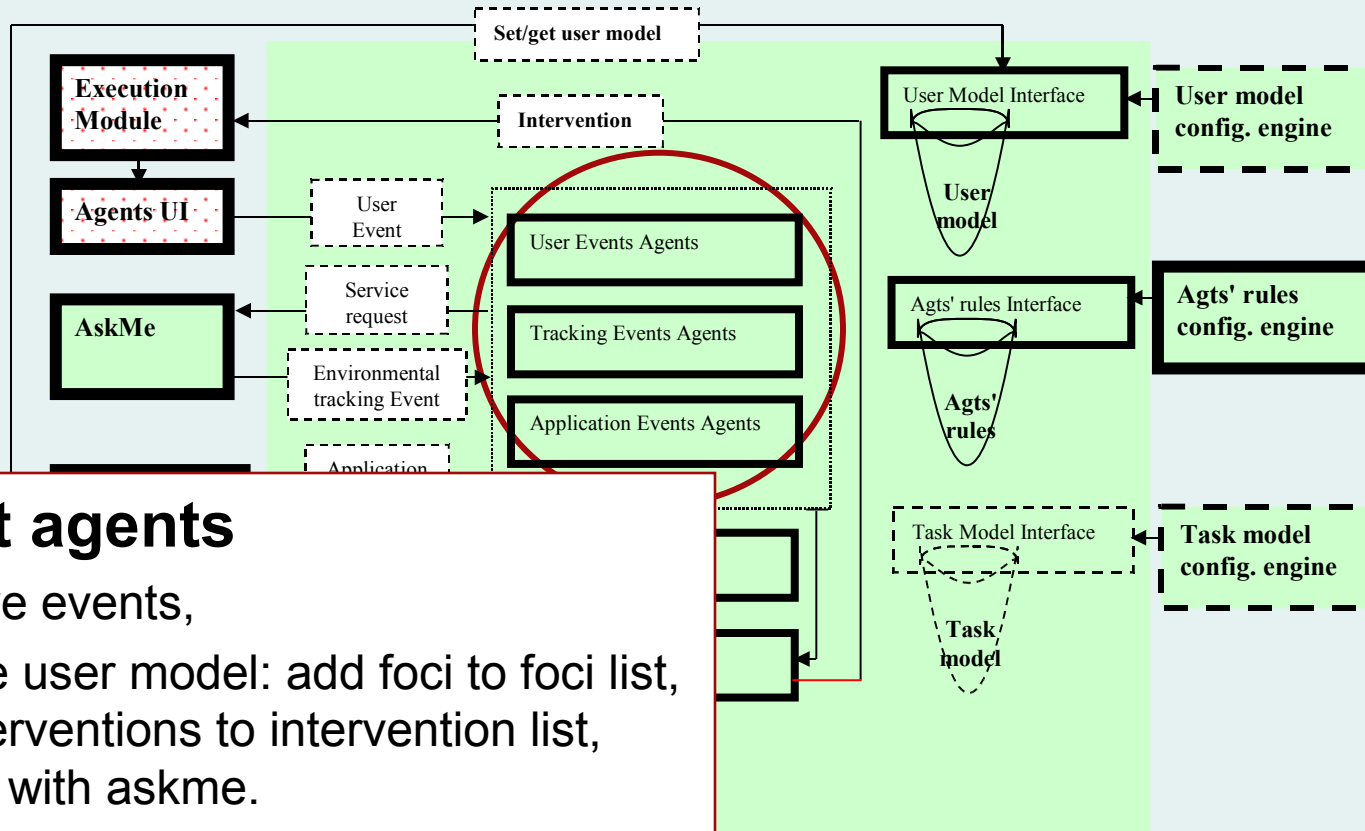 Set/get user model
Execution
Module
Intervention
User Model Interface
User model
config. engine
User
model
Agents UI
User
Event
User Events Agents
Service
request
AskMe
Tracking Events Agents
Environmental
tracking Event
Application Events Agents
Agts' rules Interface
Agts' rules
config. engine
Agts'
rules
Application
t agents
e events,
e user model: add foci to foci list,
erventions to intervention list,
with askme.
Task Model Interface
Task model
config. engine
Task
model